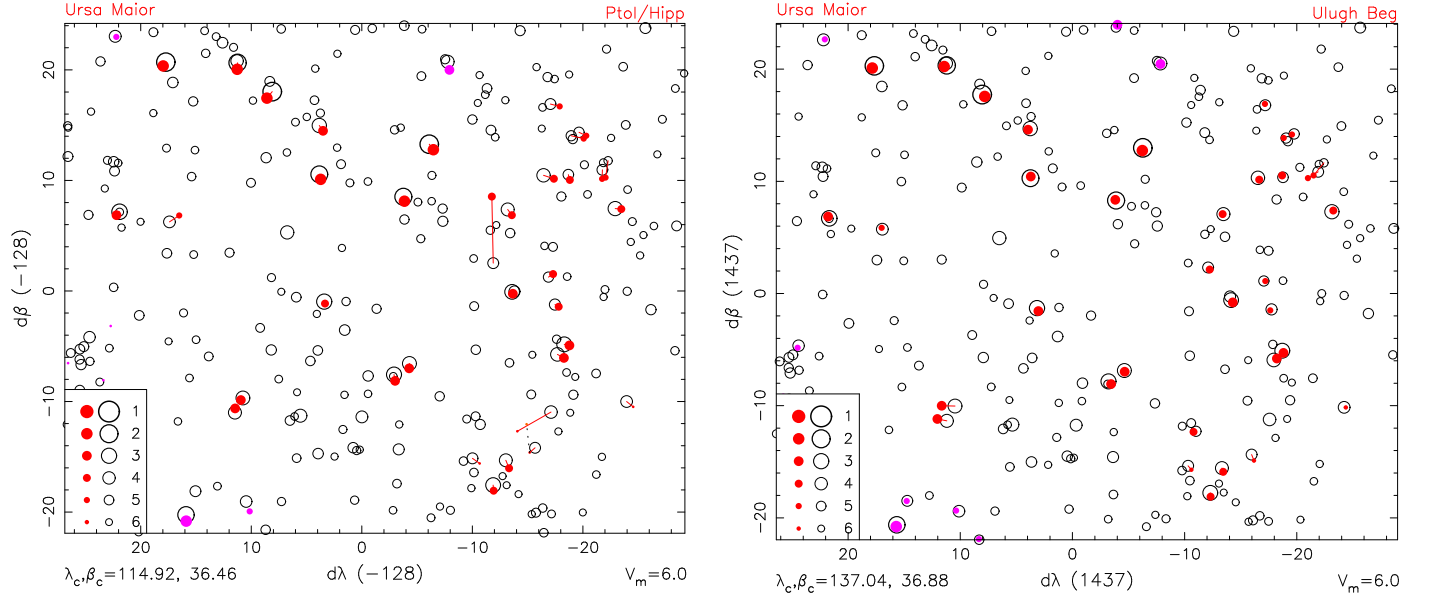 Ursa Maior
Ptol/Hipp
20
10
0
−10
−20
dβ (−128)
1
2
3
4
5
6
20
10
0
−10
−20
λc,βc=114.92, 36.46
dλ (−128)
Vm=6.0
Ursa Maior
Ulugh Beg
20
10
0
−10
−20
dβ (1437)
1
2
3
4
5
6
20
10
0
−10
−20
λc,βc=137.04, 36.88
dλ (1437)
Vm=6.0